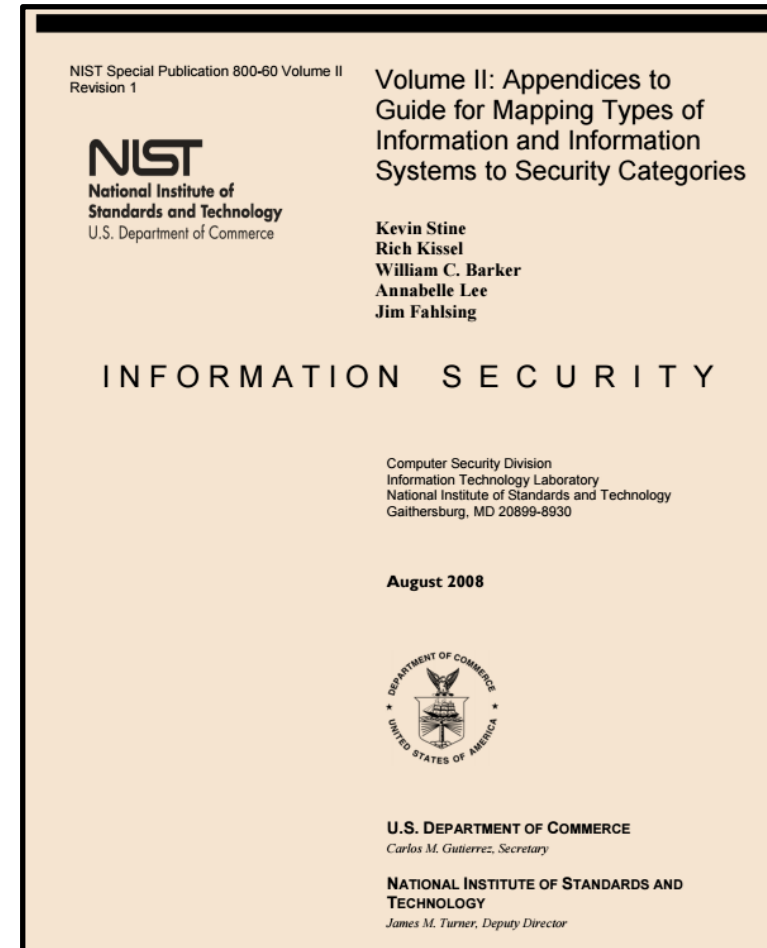 NIST Special Publication 800-60 Volume II
Revision 1
NIST
National Institute of
Standards and Technology
U.S. Department of Commerce
Volume II: Appendices to
Guide for Mapping Types of
Information and Information
Systems to Security Categories
Kevin Stine
Rich Kissel
William C. Barker
Annabelle Lee
Jim Fahlsing
INFORMATION SECURITY
Computer Security Division
Information Technology Laboratory
National Institute of Standards and Technology
Gaithersburg, MD 20899-8930
August 2008
DEPARTMENT OF COMMERCE
UNITED STATES OF AMERICA
U.S. DEPARTMENT OF COMMERCE
Carlos M. Gutierrez, Secretary
NATIONAL INSTITUTE OF STANDARDS AND
TECHNOLOGY
James M. Turner, Deputy Director